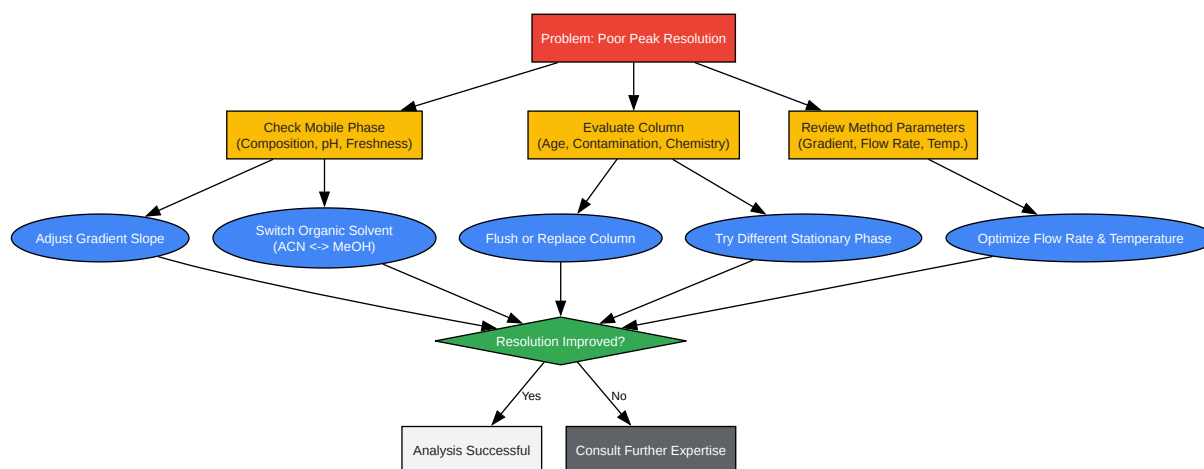 Problem: Poor Peak Resolution
Check Mobile Phase
(Composition, pH, Freshness)
Evaluate Column
(Age, Contamination, Chemistry)
Review Method Parameters
(Gradient, Flow Rate, Temp.)
Adjust Gradient Slope
Switch Organic Solvent
(ACN <-> MeOH)
Flush or Replace Column
Try Different Stationary Phase
Optimize Flow Rate & Temperature
Resolution Improved?
Yes
No
Analysis Successful
Consult Further Expertise